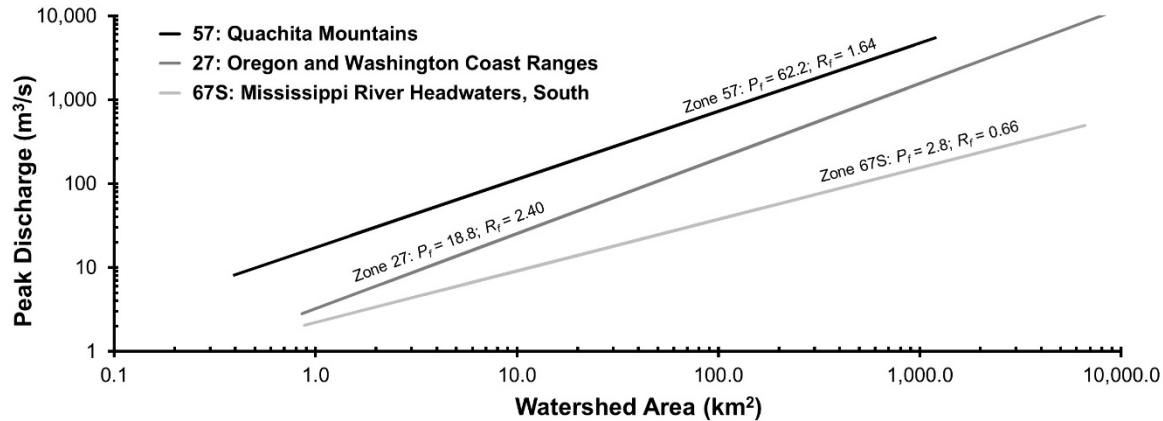 10,000
1,000
100
10
1
Peak Discharge (m³/s)
57: Quachita Mountains
27: Oregon and Washington Coast Ranges
67S: Mississippi River Headwaters, South
Zone 57: Pf = 62.2; Rf = 1.64
Zone 67S: Pf = 2.8; Rf = 0.66
Zone 27: Pf = 18.8; Rf = 2.40
0.1 1.0 10.0 100.0 1,000.0 10,000.0
Watershed Area (km²)